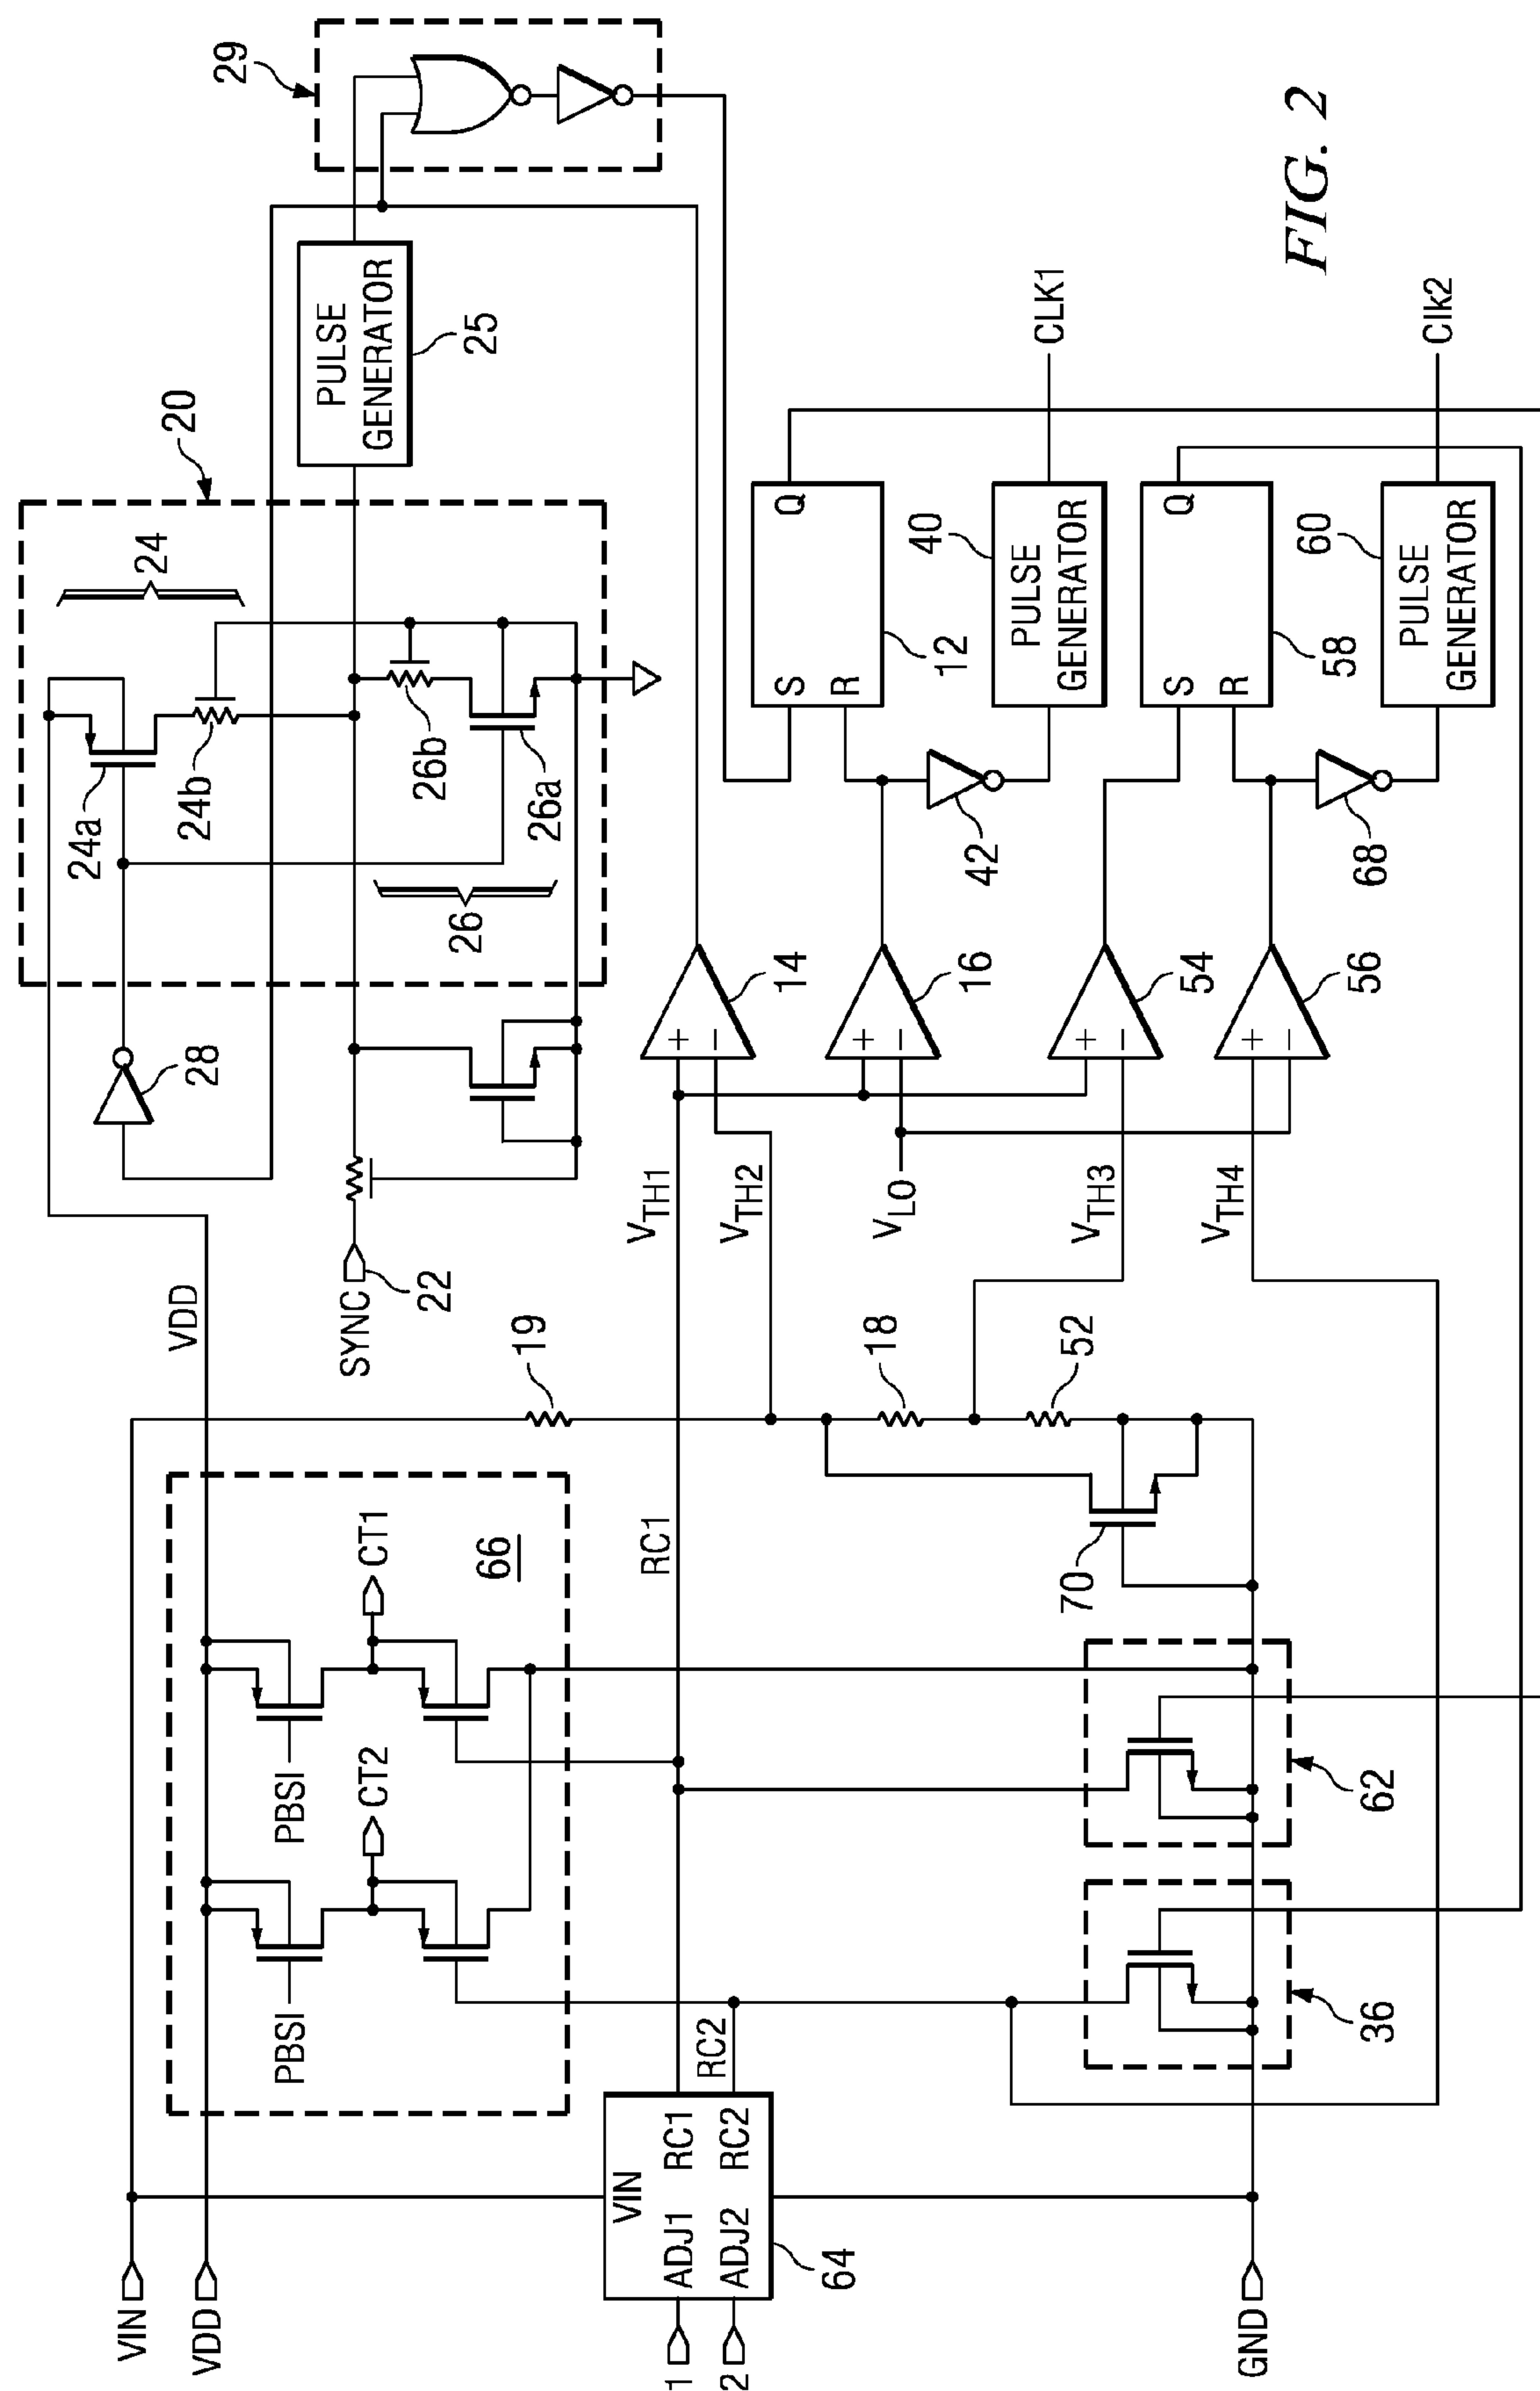 VIN
VDD
VDD
PBSI
PBSI
CT1
CT2
66
24a
24b
24
20
28
29
SYNC
22
26
26b
26a
PULSE
GENERATOR
25
1
2
VIN
ADJ1 RC1
ADJ2 RC2
64
RC1
RC2
19
18
52
70
VTH1
VTH2
VLO
VTH3
VTH4
+
−
14
+
−
16
+
−
54
+
−
56
S
R
Q
12
42
PULSE
GENERATOR
40
CLK1
S
R
Q
58
68
PULSE
GENERATOR
60
Clk2
GND
36
62
FIG. 2